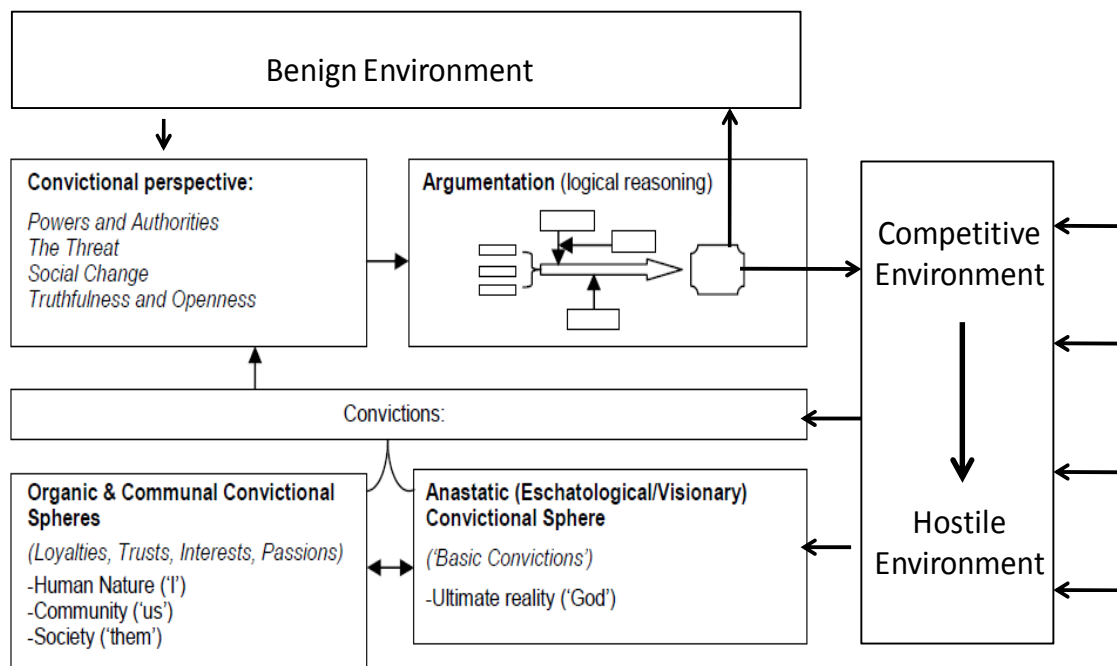 Benign Environment
Convictional perspective:
Powers and Authorities
The Threat
Social Change
Truthfulness and Openness
Argumentation (logical reasoning)
Competitive
Environment
Hostile
Environment
Convictions:
Organic & Communal Convictional
Spheres
(Loyalties, Trusts, Interests, Passions)
-Human Nature (‘I’)
-Community (‘us’)
-Society (‘them’)
Anastatic (Eschatological/Visionary)
Convictional Sphere
(‘Basic Convictions’)
-Ultimate reality (‘God’)